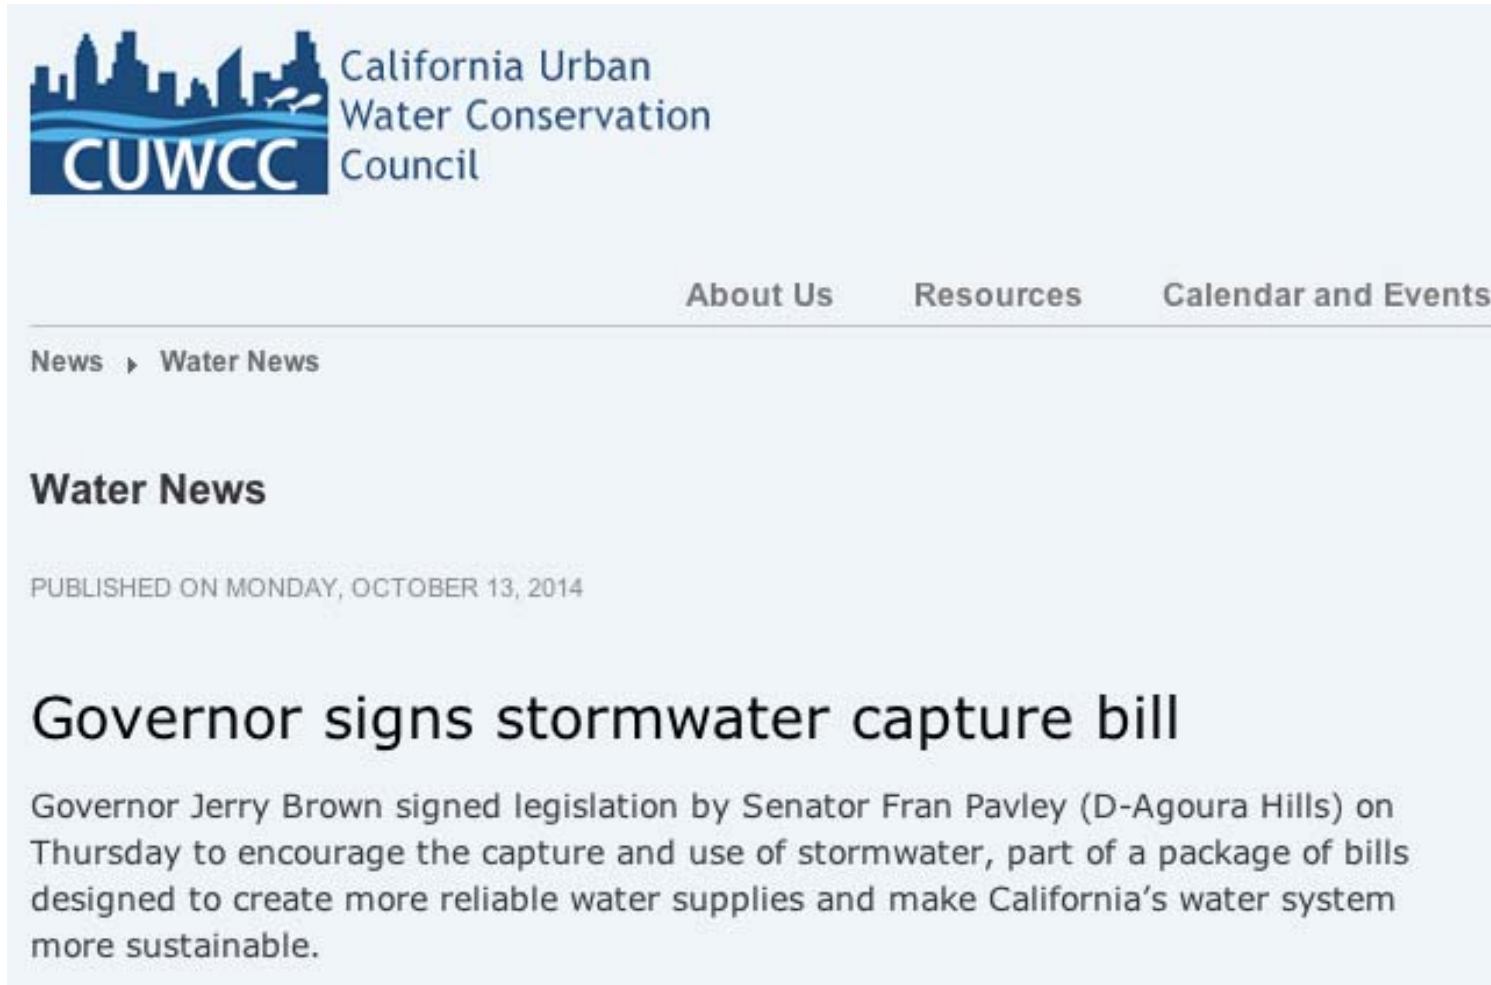 California Urban
Water Conservation
Council
CUWCC
About Us Resources Calendar and Events
News Water News
Water News
PUBLISHED ON MONDAY, OCTOBER 13, 2014
Governor signs stormwater capture bill
Governor Jerry Brown signed legislation by Senator Fran Pavley (D-Agoura Hills) on
Thursday to encourage the capture and use of stormwater, part of a package of bills
designed to create more reliable water supplies and make California’s water system
more sustainable.